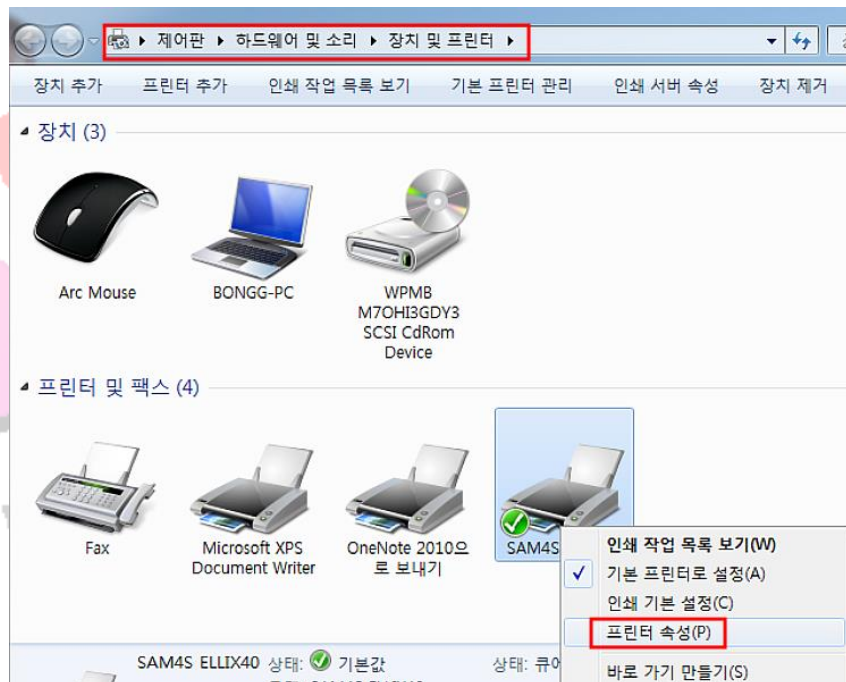 제어판 ▸ 하드웨어 및 소리 ▸ 장치 및 프린터 ▸
장치 추가 프린터 추가 인쇄 작업 목록 보기 기본 프린터 관리 인쇄 서버 속성 장치 제거
장치 (3)
Arc Mouse
BONGG-PC
WPMB
M7OHI3GDY3
SCSI CdRom
Device
프린터 및 팩스 (4)
Fax
Microsoft XPS
Document Writer
OneNote 2010으
로 보내기
SAM4S
인쇄 작업 목록 보기(W)
기본 프린터로 설정(A)
인쇄 기본 설정(C)
프린터 속성(P)
바로 가기 만들기(S)
SAM4S ELLIX40 상태: 기본값 상태: 큐에